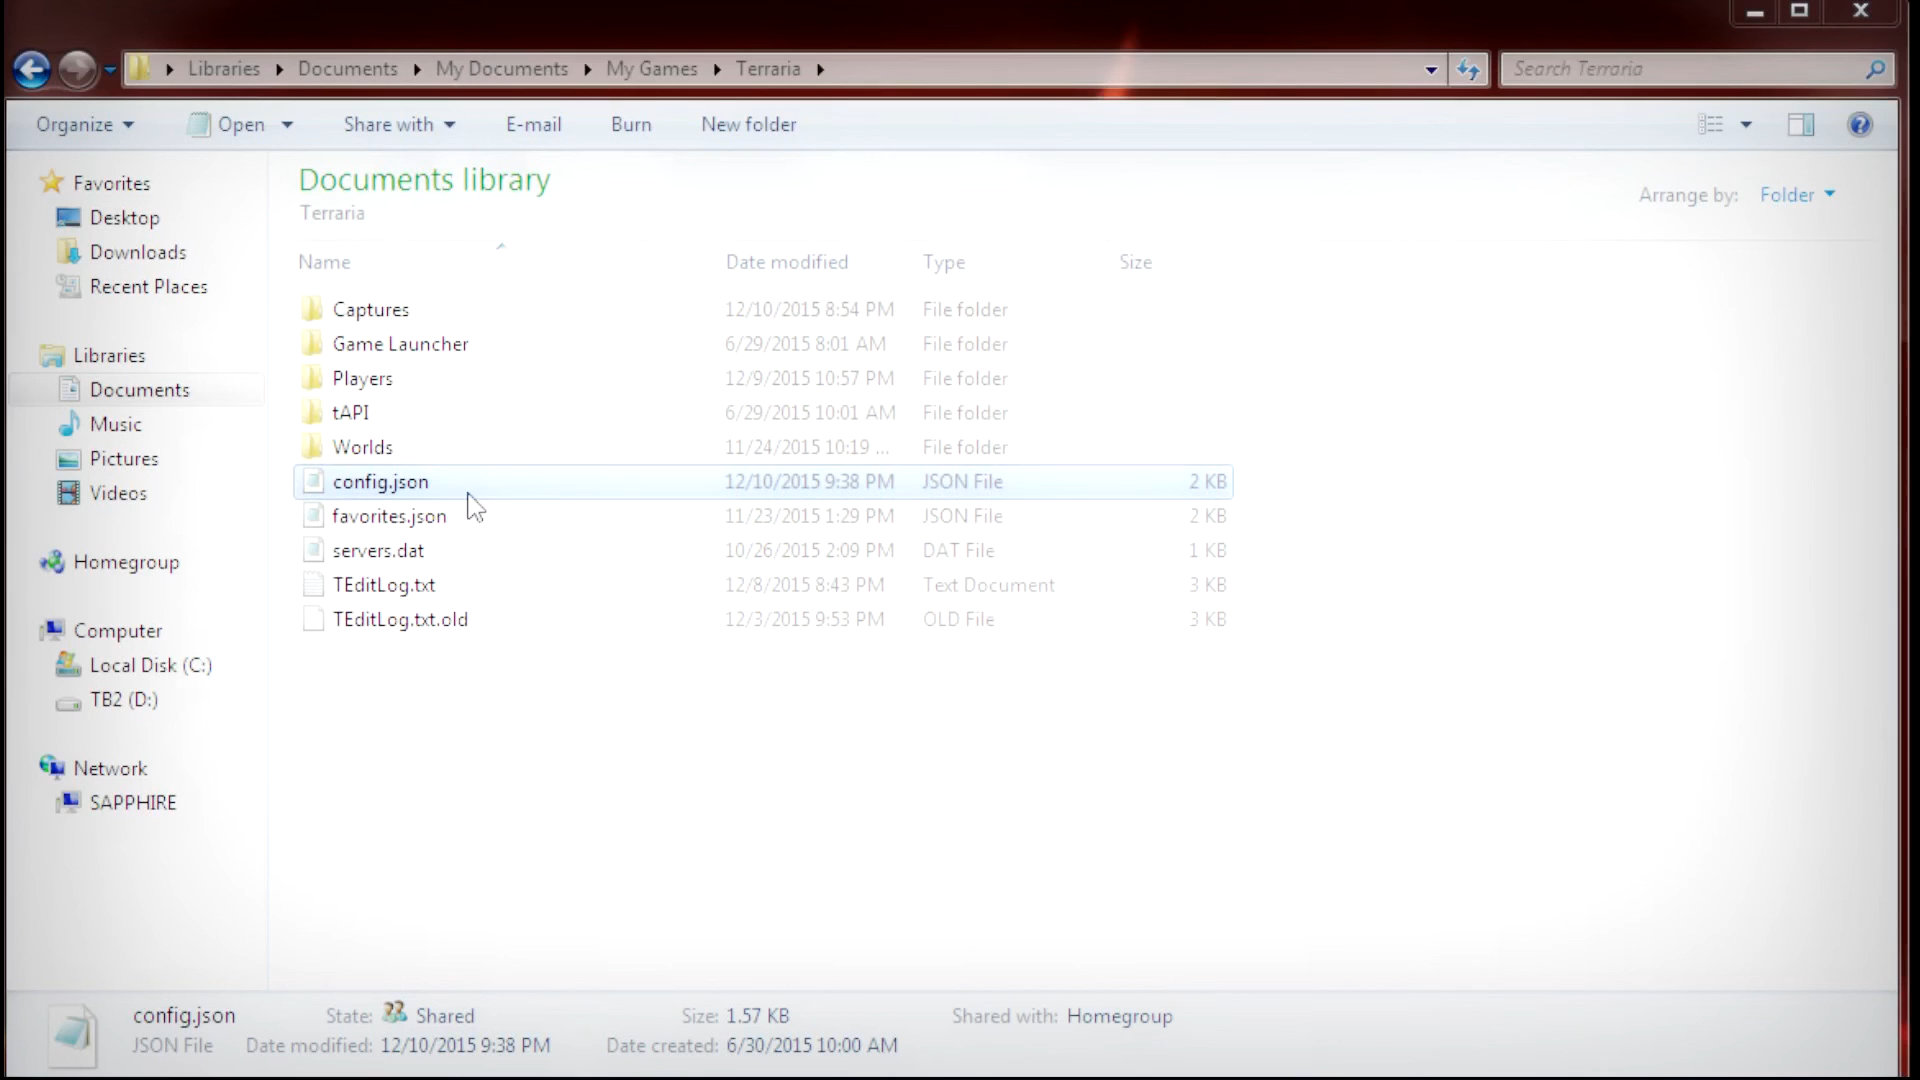 Libraries Documents My Documents My Games Terraria
Search Terraria
Organize Open Share with E-mail Burn New folder
Favorites
Desktop
Downloads
Recent Places
Libraries
Documents
Music
Pictures
Videos
Homegroup
Computer
Local Disk (C:)
TB2 (D:)
Network
SAPPHIRE
Documents library
Terraria
Arrange by: Folder
Name Date modified Type Size
Captures 12/10/2015 8:54 PM File folder
Game Launcher 6/29/2015 8:01 AM File folder
Players 12/9/2015 10:57 PM File folder
tAPI 6/29/2015 10:01 AM File folder
Worlds 11/24/2015 10:19 ... File folder
config.json 12/10/2015 9:38 PM JSON File 2 KB
favorites.json 11/23/2015 1:29 PM JSON File 2 KB
servers.dat 10/26/2015 2:09 PM DAT File 1 KB
TEditLog.txt 12/8/2015 8:43 PM Text Document 3 KB
TEditLog.txt.old 12/3/2015 9:53 PM OLD File 3 KB
config.json State: Shared Size: 1.57 KB Shared with: Homegroup
JSON File Date modified: 12/10/2015 9:38 PM Date created: 6/30/2015 10:00 AM